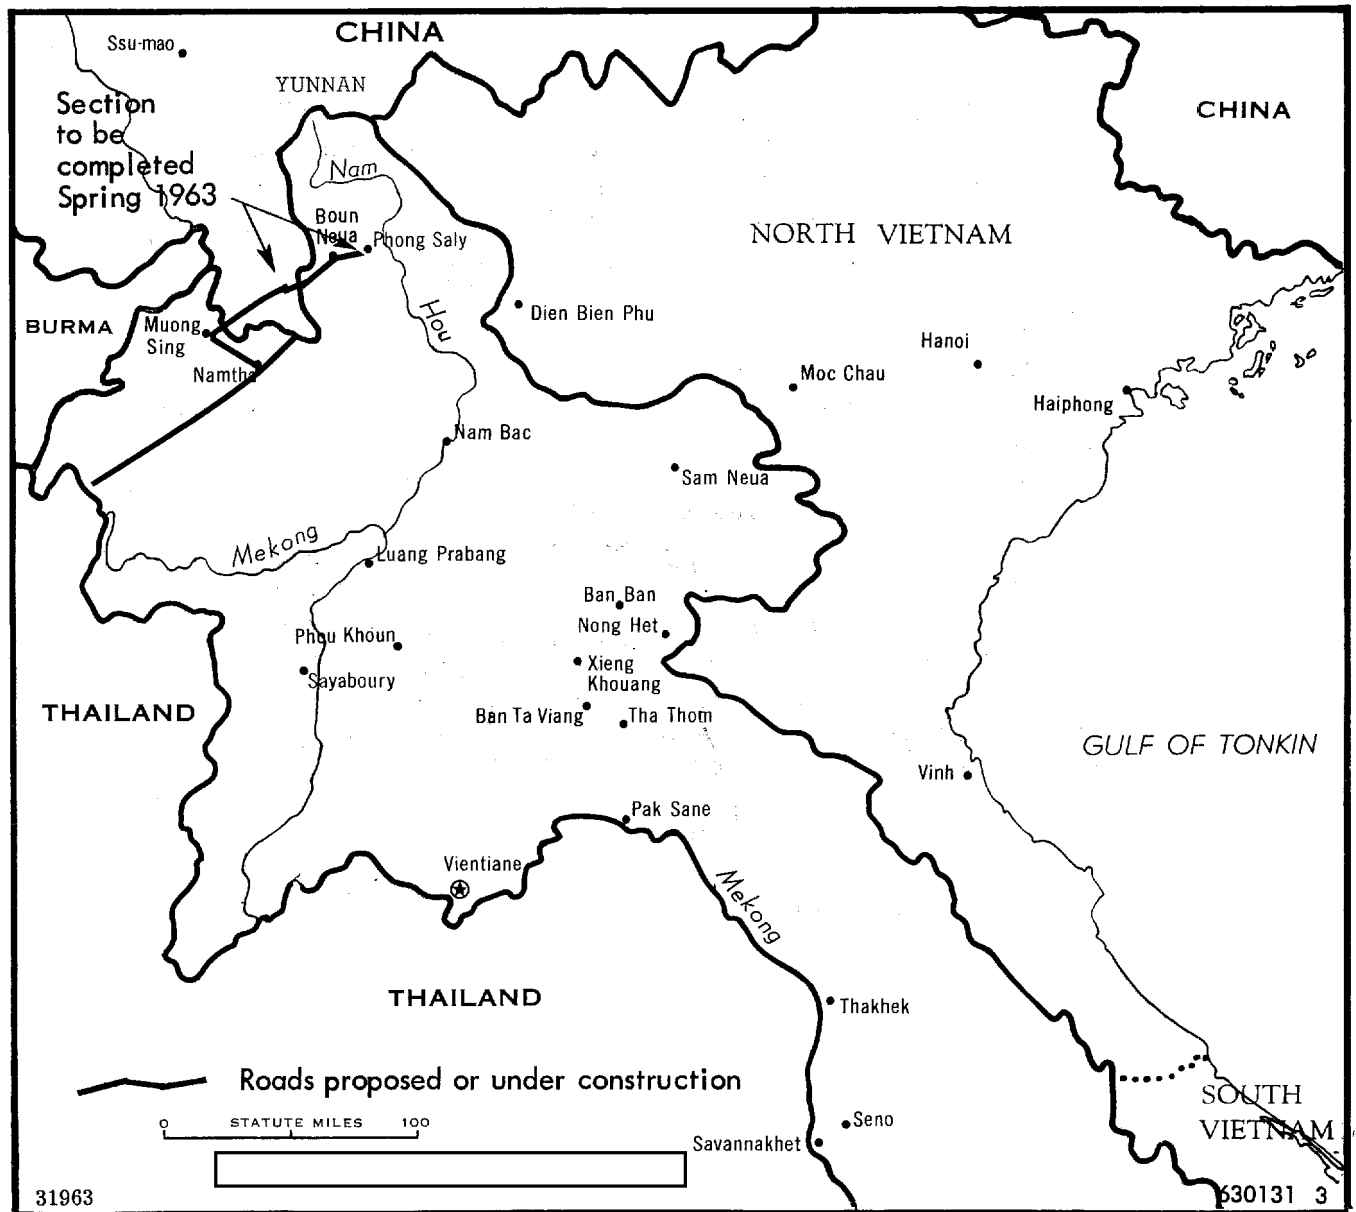 CHINA
Ssu-mao
YUNNAN
Section
to be
completed
Spring 1963
CHINA
Nam
Boun
Neua
Phong Saly
NORTH VIETNAM
Hou
Dien Bien Phu
BURMA
Muong
Sing
Namtha
Hanoi
Moc Chau
Haiphong
Nam Bac
Sam Neua
Mekong
Luang Prabang
Ban Ban
Nong Het
Phou Khoun
Xieng
Khouang
Sayaboury
THAILAND
Ban Ta Viang
Tha Thom
GULF OF TONKIN
Vinh
Pak Sane
Vientiane
Mekong
THAILAND
Thakhek
Roads proposed or under construction
SOUTH
VIETNAM
0 STATUTE MILES 100
Seno
Savannakhet
31963
630131 3